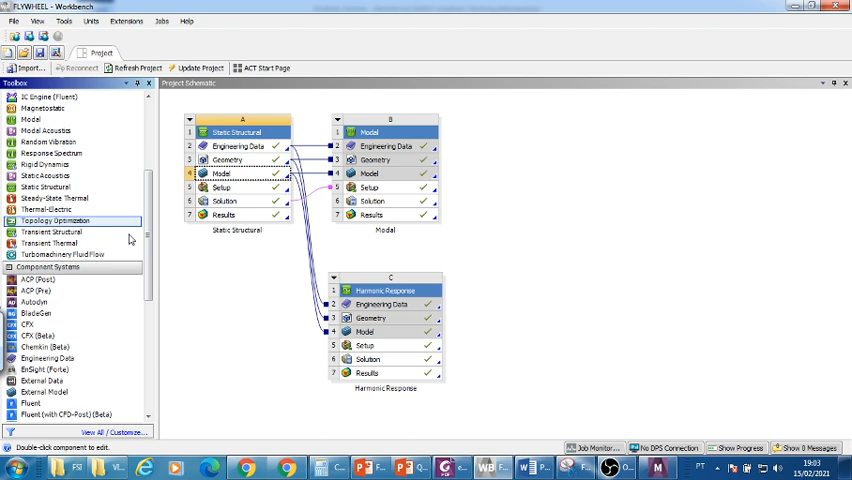 FLYWHEEL - Workbench
File View Tools Units Extensions Jobs Help
Project
Import... Reconnect Refresh Project Update Project ACT Start Page
Toolbox
Project Schematic
IC Engine (Fluent)
Magnetostatic
Modal
Modal Acoustics
Random Vibration
Response Spectrum
Rigid Dynamics
Static Acoustics
Static Structural
Steady-State Thermal
Thermal-Electric
Topology Optimization
Transient Structural
Transient Thermal
Turbomachinery Fluid Flow
Component Systems
ACP (Post)
ACP (Pre)
Autodyn
BladeGen
CFX
CFX (Beta)
Chemkin (Beta)
Engineering Data
EnSight (Forte)
External Data
External Model
Fluent
Fluent (with CFD-Post) (Beta)
View All / Customize...
A
1 Static Structural
2 Engineering Data
3 Geometry
4 Model
5 Setup
6 Solution
7 Results
Static Structural
B
1 Modal
2 Engineering Data
3 Geometry
4 Model
5 Setup
6 Solution
7 Results
Modal
C
1 Harmonic Response
2 Engineering Data
3 Geometry
4 Model
5 Setup
6 Solution
7 Results
Harmonic Response
Double-click component to edit.
Job Monitor... No DPS Connection Show Progress Show 0 Messages
FSI VI... C... P F... P Q... e... WB F... P... F... O... M
PT
19:03
15/02/2021